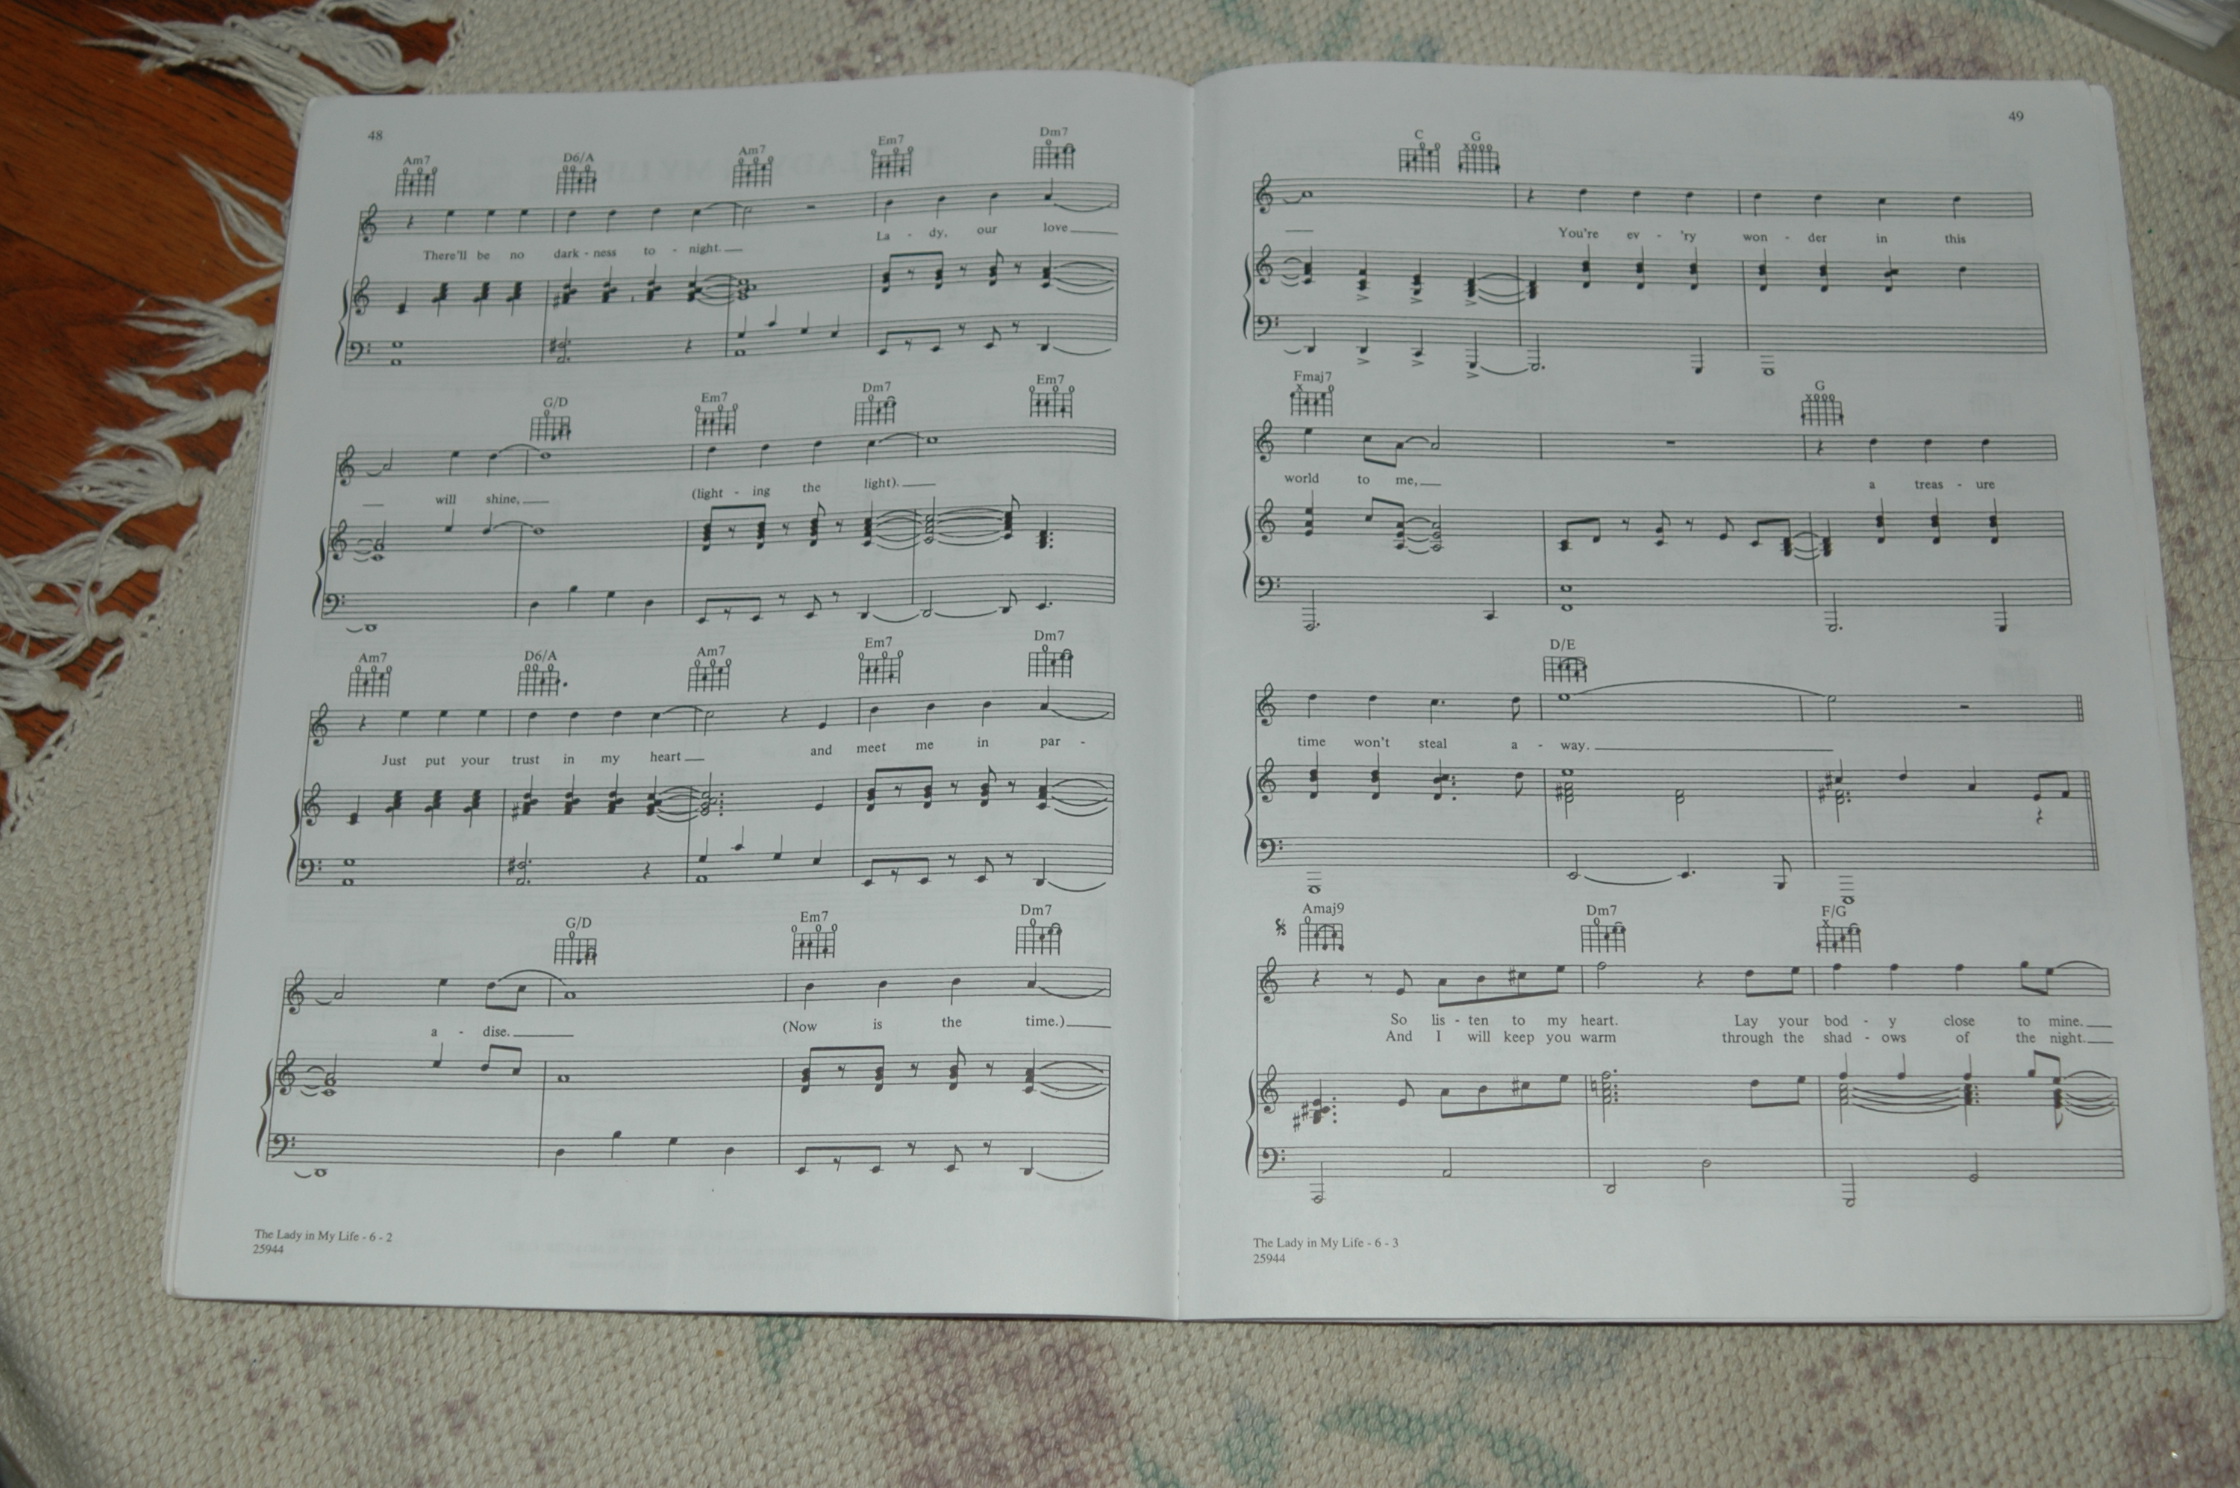 48
Am7 D6/A Am7 Em7 Dm7
There'll be no dark - ness to - night. La - dy, our love
G/D Em7 Dm7 Em7
will shine, (light - ing the light).
Am7 D6/A Am7 Em7 Dm7
Just put your trust in my heart and meet me in par -
G/D Em7 Dm7
a - dise. (Now is the time.)
The Lady in My Life - 6 - 2
25944
49
C G
You're ev - 'ry won - der in this
Fmaj7 G
world to me, a treas - ure
D/E
time won't steal a - way.
Amaj9 Dm7 F/G
So lis - ten to my heart. Lay your bod - y close to mine.
And I will keep you warm through the shad - ows of the night.
The Lady in My Life - 6 - 3
25944